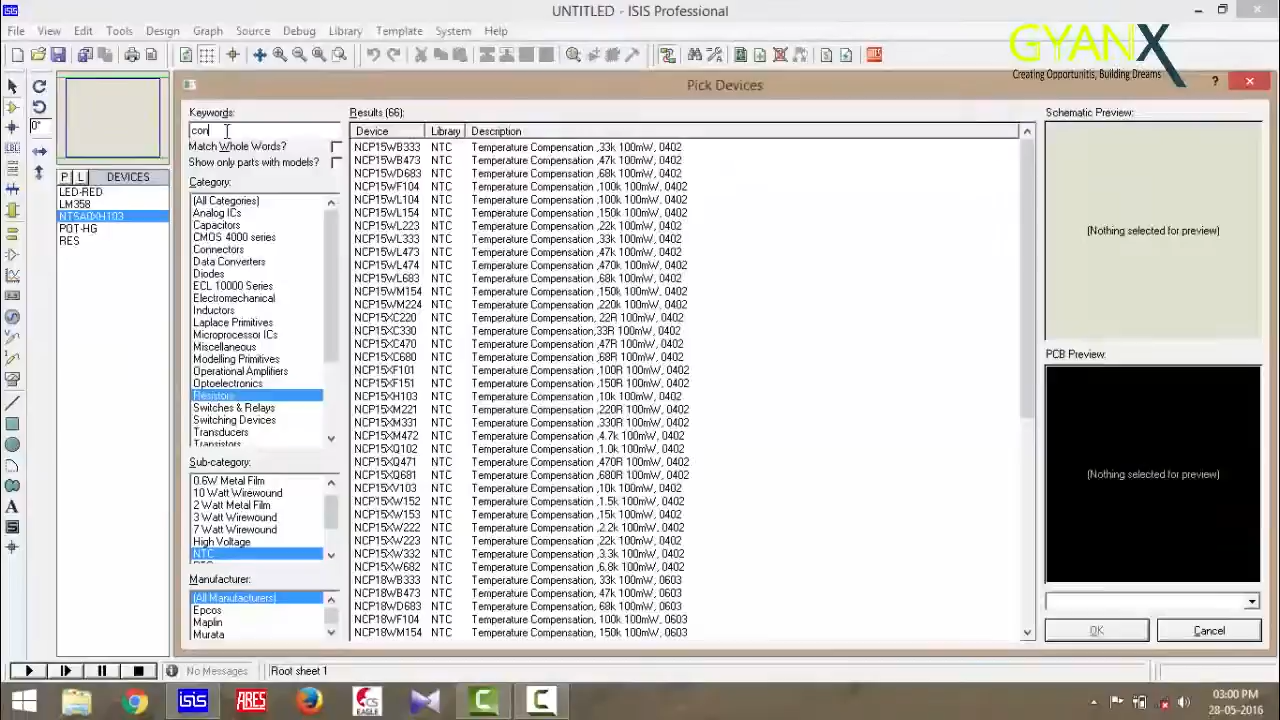 UNTITLED - ISIS Professional
File View Edit Tools Design Graph Source Debug Library Template System Help
GYANX
Creating Opportunitis, Building Dreams
Pick Devices
Keywords:
con
Match Whole Words?
Show only parts with models?
Category:
(All Categories)
Analog ICs
Capacitors
CMOS 4000 series
Connectors
Data Converters
Diodes
ECL 10000 Series
Electromechanical
Inductors
Laplace Primitives
Microprocessor ICs
Miscellaneous
Modelling Primitives
Operational Amplifiers
Optoelectronics
Resistors
Switches & Relays
Switching Devices
Transducers
Transistors
Sub-category:
0.6W Metal Film
10 Watt Wirewound
2 Watt Metal Film
3 Watt Wirewound
7 Watt Wirewound
High Voltage
NTC
Manufacturer:
(All Manufacturers)
Epcos
Maplin
Murata
0°
P L DEVICES
LED-RED
LM358
NTSA0XH103
POT-HG
RES
Results (66):
Device Library Description
NCP15WB333 NTC Temperature Compensation ,33k 100mW, 0402
NCP15WB473 NTC Temperature Compensation ,47k 100mW, 0402
NCP15WD683 NTC Temperature Compensation ,68k 100mW, 0402
NCP15WF104 NTC Temperature Compensation ,100k 100mW, 0402
NCP15WL104 NTC Temperature Compensation ,100k 100mW, 0402
NCP15WL154 NTC Temperature Compensation ,150k 100mW, 0402
NCP15WL223 NTC Temperature Compensation ,22k 100mW, 0402
NCP15WL333 NTC Temperature Compensation ,33k 100mW, 0402
NCP15WL473 NTC Temperature Compensation ,47k 100mW, 0402
NCP15WL474 NTC Temperature Compensation ,470k 100mW, 0402
NCP15WL683 NTC Temperature Compensation ,68k 100mW, 0402
NCP15WM154 NTC Temperature Compensation ,150k 100mW, 0402
NCP15WM224 NTC Temperature Compensation ,220k 100mW, 0402
NCP15XC220 NTC Temperature Compensation ,22R 100mW, 0402
NCP15XC330 NTC Temperature Compensation ,33R 100mW, 0402
NCP15XC470 NTC Temperature Compensation ,47R 100mW, 0402
NCP15XC680 NTC Temperature Compensation ,68R 100mW, 0402
NCP15XF101 NTC Temperature Compensation ,100R 100mW, 0402
NCP15XF151 NTC Temperature Compensation ,150R 100mW, 0402
NCP15XH103 NTC Temperature Compensation ,10k 100mW, 0402
NCP15XM221 NTC Temperature Compensation ,220R 100mW, 0402
NCP15XM331 NTC Temperature Compensation ,330R 100mW, 0402
NCP15XM472 NTC Temperature Compensation ,4.7k 100mW, 0402
NCP15XQ102 NTC Temperature Compensation ,1.0k 100mW, 0402
NCP15XQ471 NTC Temperature Compensation ,470R 100mW, 0402
NCP15XQ681 NTC Temperature Compensation ,680R 100mW, 0402
NCP15XV103 NTC Temperature Compensation ,10k 100mW, 0402
NCP15XW152 NTC Temperature Compensation ,1.5k 100mW, 0402
NCP15XW153 NTC Temperature Compensation ,15k 100mW, 0402
NCP15XW222 NTC Temperature Compensation ,2.2k 100mW, 0402
NCP15XW223 NTC Temperature Compensation ,22k 100mW, 0402
NCP15XW332 NTC Temperature Compensation ,3.3k 100mW, 0402
NCP15XW682 NTC Temperature Compensation ,6.8k 100mW, 0402
NCP18WB333 NTC Temperature Compensation ,33k 100mW, 0603
NCP18WB473 NTC Temperature Compensation ,47k 100mW, 0603
NCP18WD683 NTC Temperature Compensation ,68k 100mW, 0603
NCP18WF104 NTC Temperature Compensation ,100k 100mW, 0603
NCP18WM154 NTC Temperature Compensation ,150k 100mW, 0603
Schematic Preview:
(Nothing selected for preview)
PCB Preview:
(Nothing selected for preview)
OK Cancel
No Messages Root sheet 1
isis ARES EAGLE
03:00 PM
28-05-2016